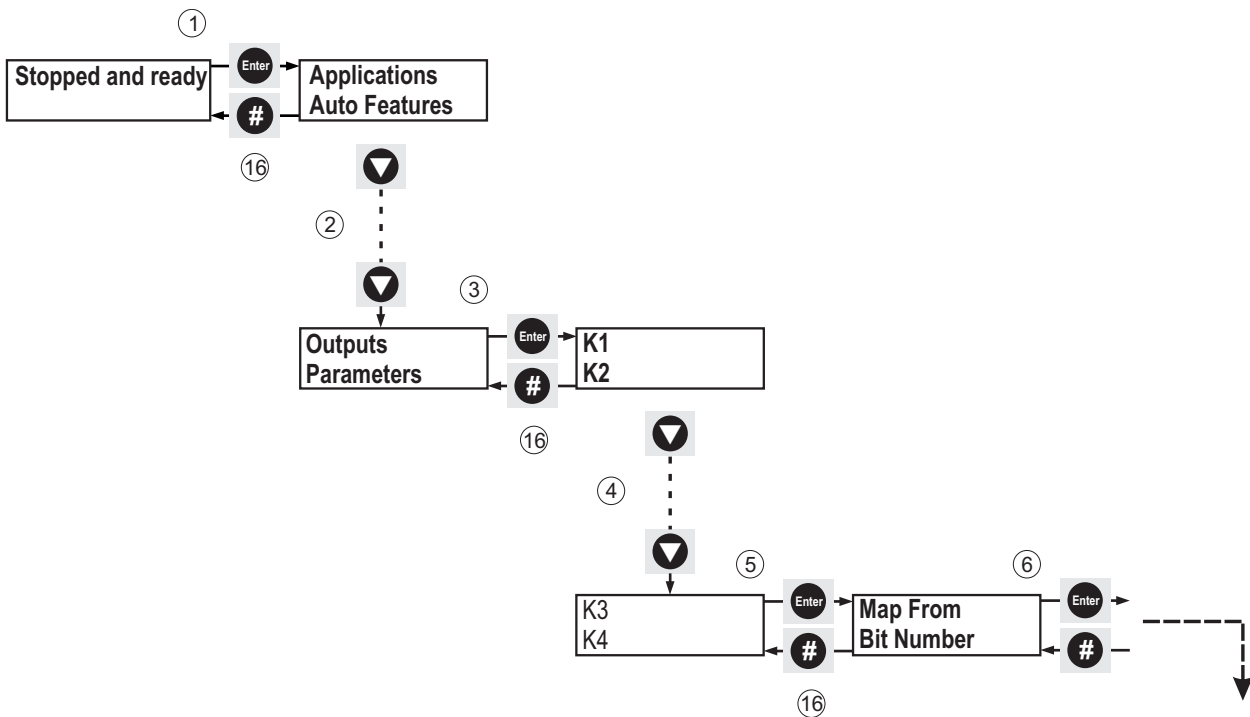 1
Stopped and ready
Enter
Applications
Auto Features
#
16
2
3
Outputs
Parameters
Enter
K1
K2
#
16
4
5
6
K3
K4
Enter
Map From
Bit Number
Enter
#
#
16